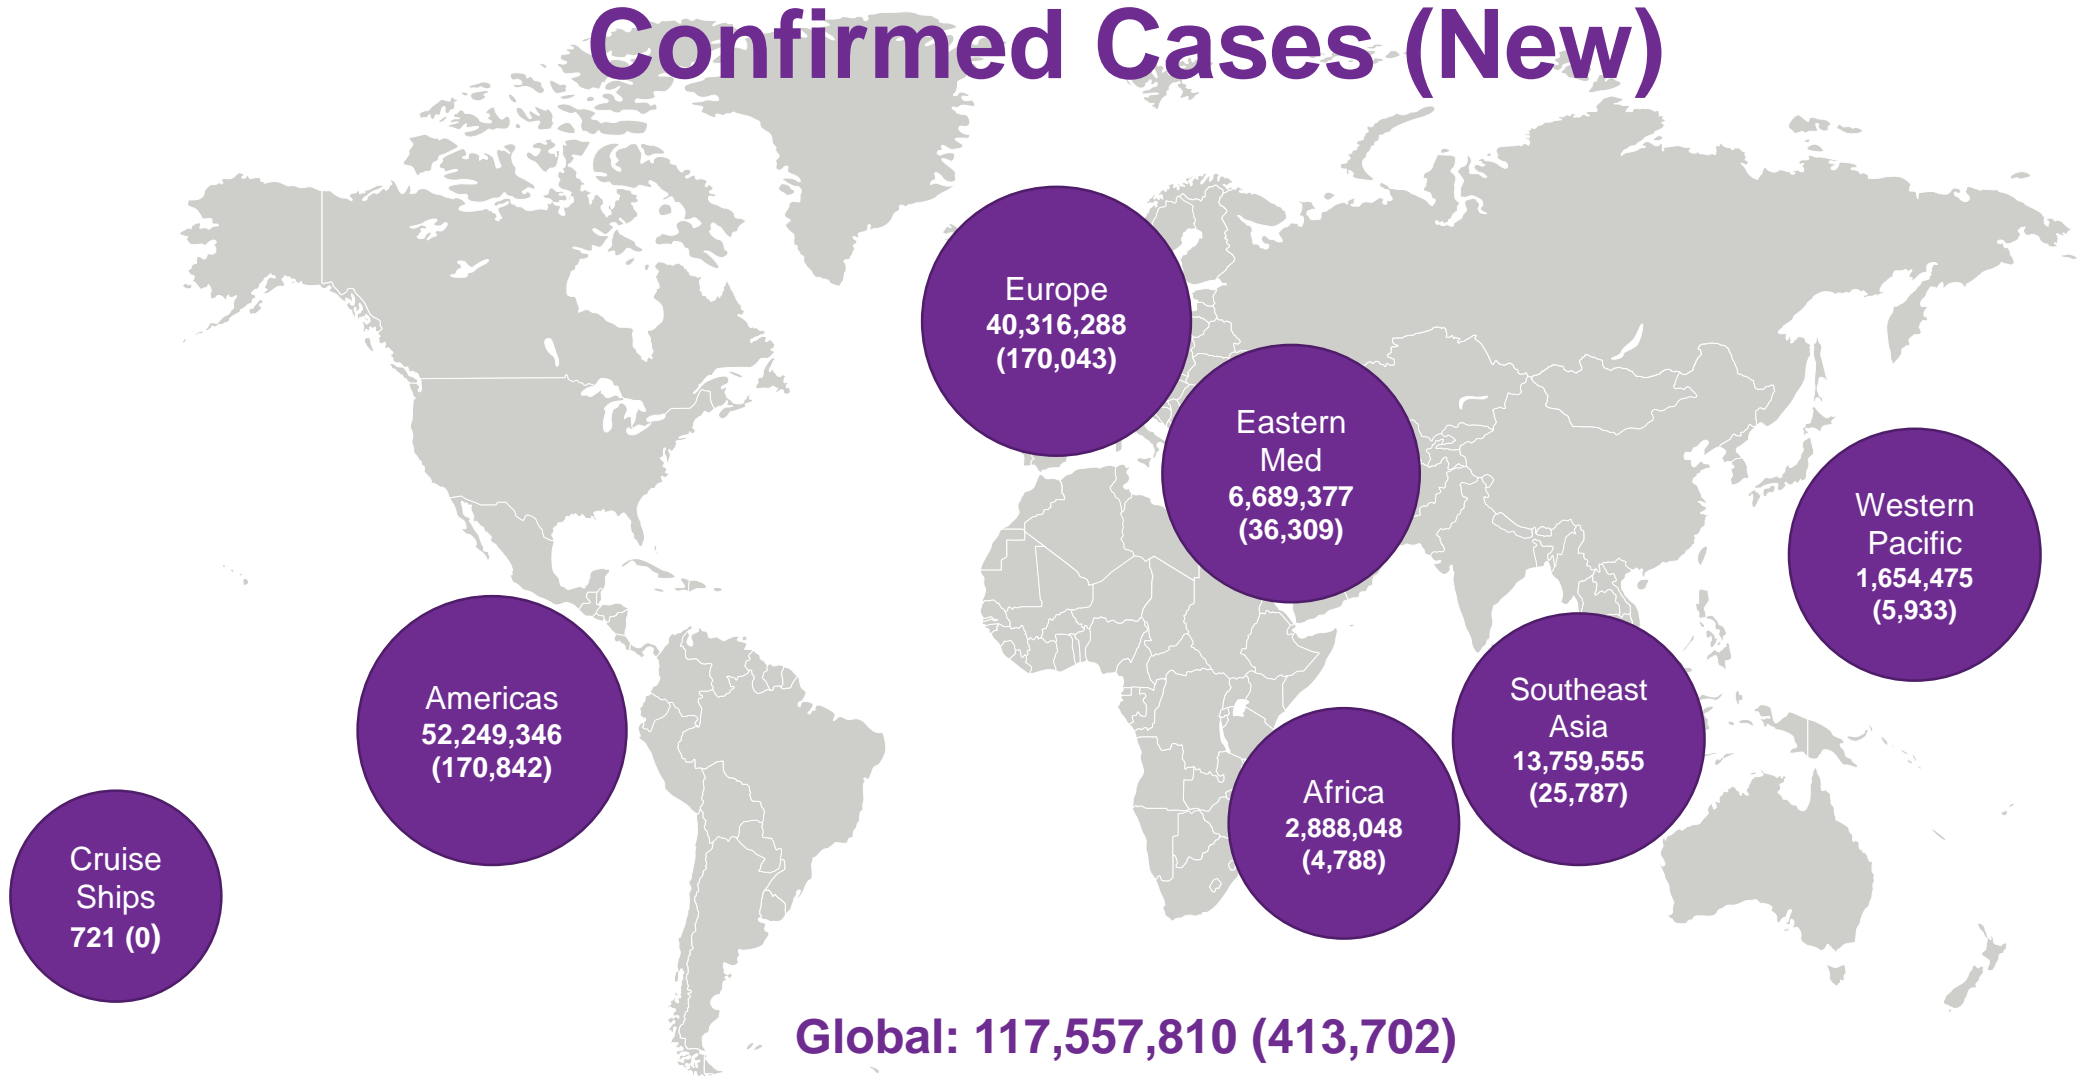 Confirmed Cases (New)
Europe
40,316,288
(170,043)
Eastern
Med
6,689,377
(36,309)
Western
Pacific
1,654,475
(5,933)
Americas
52,249,346
(170,842)
Southeast
Asia
13,759,555
(25,787)
Africa
2,888,048
(4,788)
Cruise
Ships
721 (0)
Global: 117,557,810 (413,702)